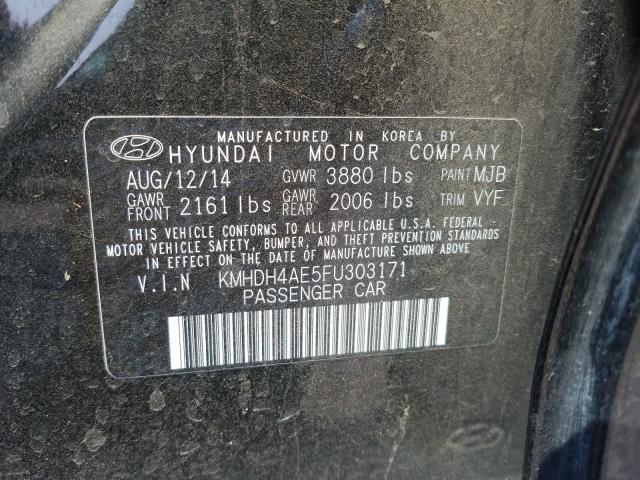 MANUFACTURED IN KOREA BY
HYUNDAI MOTOR COMPANY
AUG/12/14 GVWR 3880 lbs PAINT MJB
GAWR FRONT 2161 lbs GAWR REAR 2006 lbs TRIM VYF
THIS VEHICLE CONFORMS TO ALL APPLICABLE U.S.A. FEDERAL
MOTOR VEHICLE SAFETY, BUMPER, AND THEFT PREVENTION STANDARDS
IN EFFECT ON THE DATE OF MANUFACTURE SHOWN ABOVE
V.I.N KMHDH4AE5FU303171
PASSENGER CAR